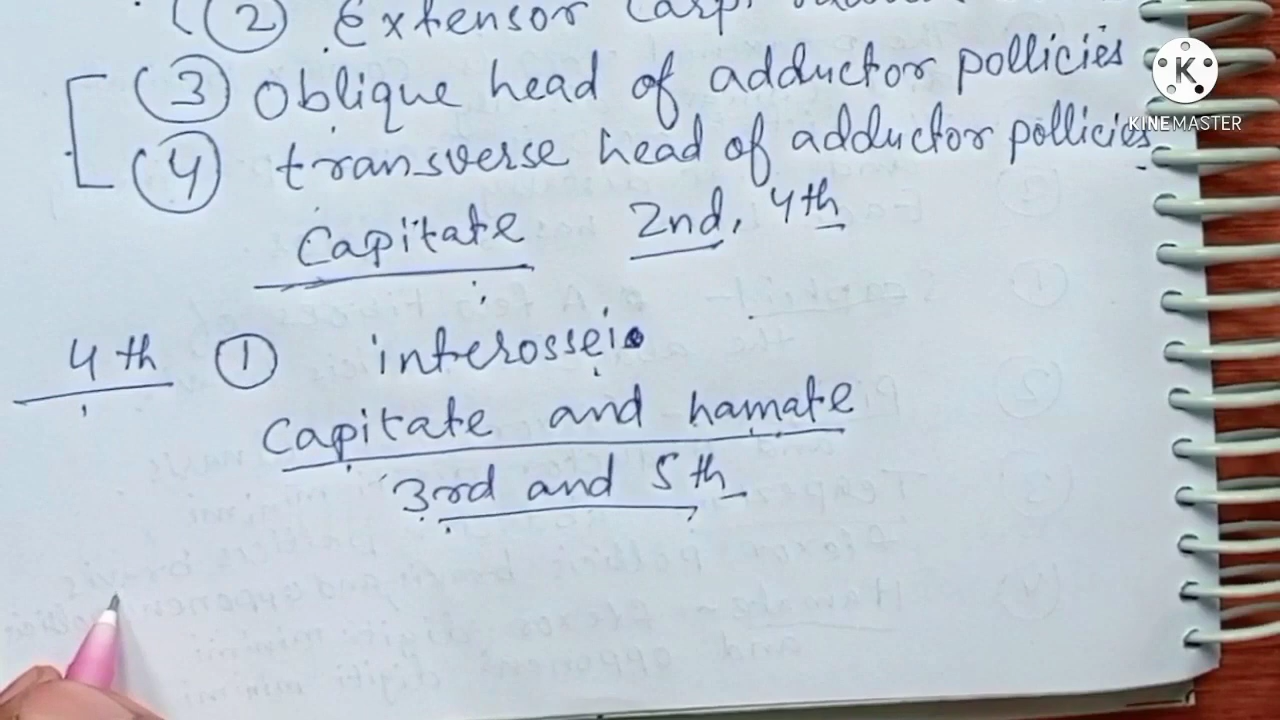 (2) Extensor Carpi
[ (3) Oblique head of adductor pollicies
(4) transverse head of adductor pollicies
Capitate 2nd, 4th
4th (1) interossei
Capitate and hamate
3rd and 5th
K
KINEMASTER